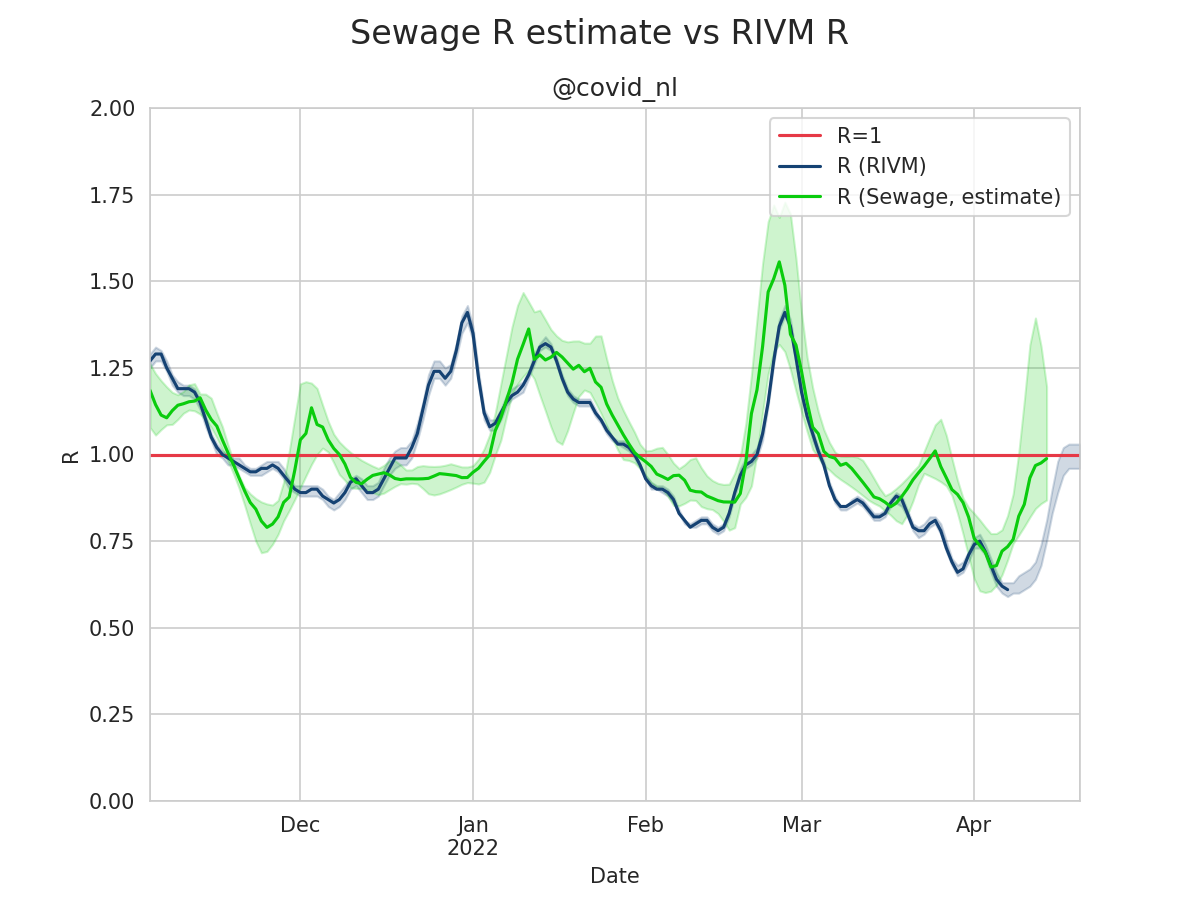 Sewage R estimate vs RIVM R
@covid_nl
2.00
1.75
1.50
1.25
1.00
0.75
0.50
0.25
0.00
R
R=1
R (RIVM)
R (Sewage, estimate)
Dec
Jan
2022
Feb
Mar
Apr
Date